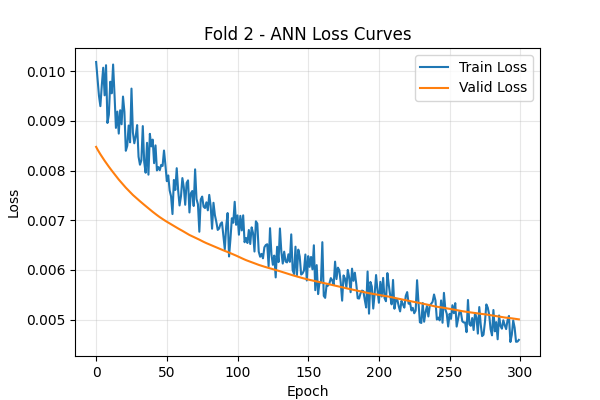 Fold 2 - ANN Loss Curves
Train Loss
Valid Loss
0.010
0.009
0.008
0.007
0.006
0.005
Loss
0 50 100 150 200 250 300
Epoch